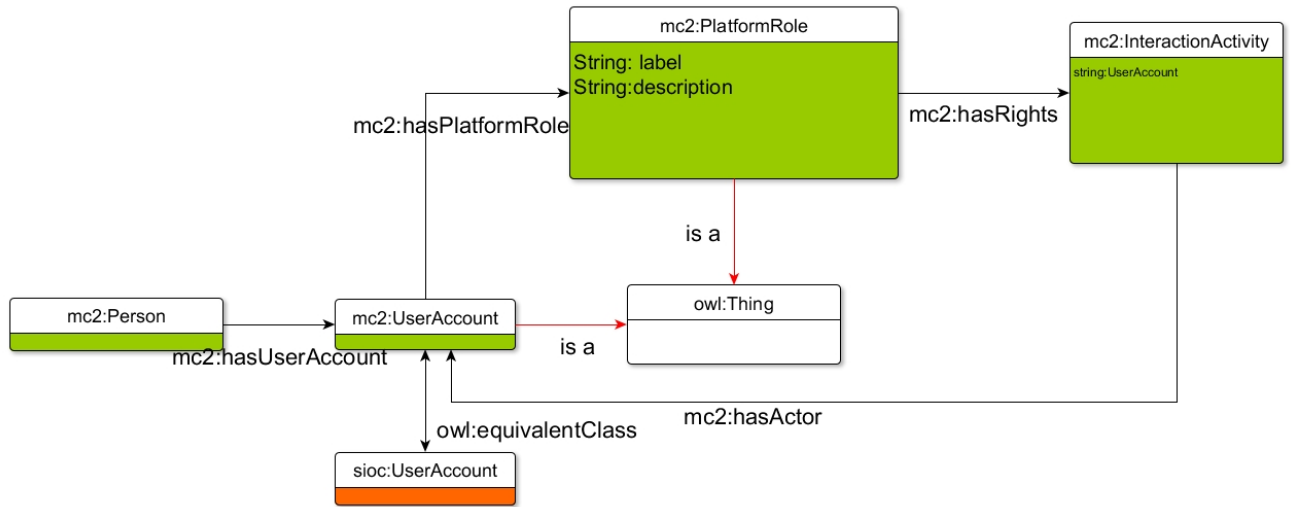 mc2:PlatformRole
String: label
String:description
mc2:InteractionActivity
string:UserAccount
mc2:hasPlatformRole
mc2:hasRights
is a
mc2:Person
mc2:UserAccount
owl:Thing
mc2:hasUserAccount
is a
mc2:hasActor
owl:equivalentClass
sioc:UserAccount